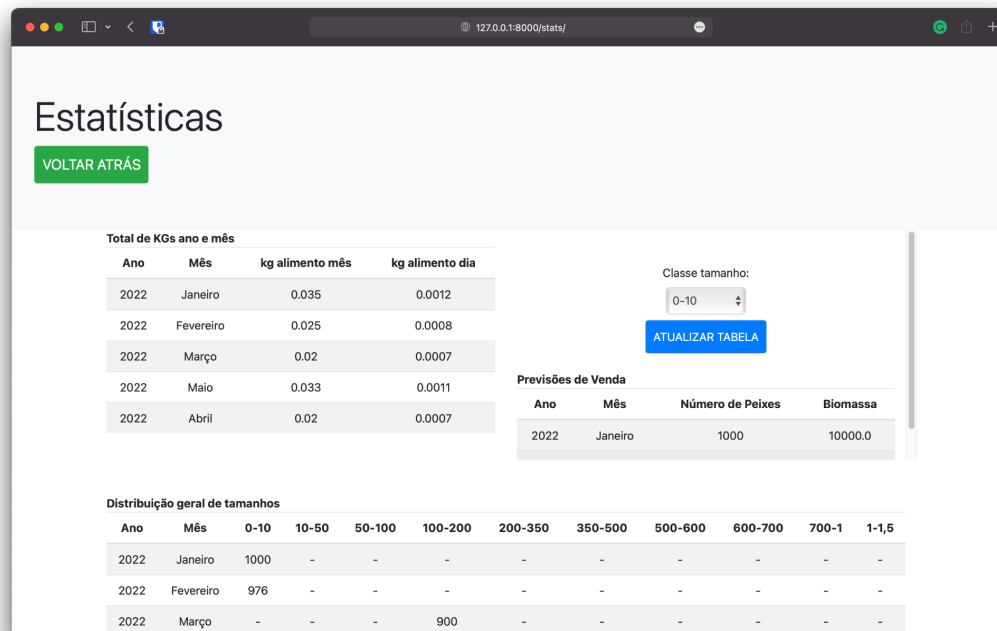 127.0.0.1:8000/stats/
Estatísticas
VOLTAR ATRÁS
Total de KGs ano e mês
Ano Mês kg alimento mês kg alimento dia
2022 Janeiro 0.035 0.0012
2022 Fevereiro 0.025 0.0008
2022 Março 0.02 0.0007
2022 Maio 0.033 0.0011
2022 Abril 0.02 0.0007
Classe tamanho:
0-10
ATUALIZAR TABELA
Previsões de Venda
Ano Mês Número de Peixes Biomassa
2022 Janeiro 1000 10000.0
Distribuição geral de tamanhos
Ano Mês 0-10 10-50 50-100 100-200 200-350 350-500 500-600 600-700 700-1 1-1,5
2022 Janeiro 1000 - - - - - - - - -
2022 Fevereiro 976 - - - - - - - - -
2022 Março - - - 900 - - - - - -